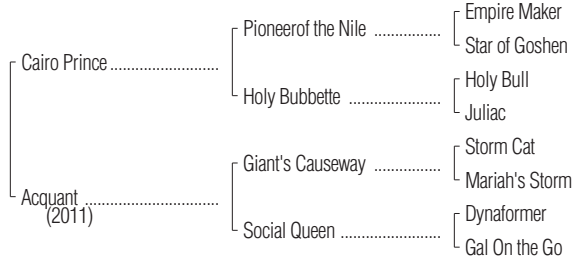 Empire Maker
Pioneerof the Nile ..................
Star of Goshen
Cairo Prince ..............................
Holy Bull
Holy Bubbette .........................
Juliac
Storm Cat
Giant's Causeway ..................
Mariah's Storm
Acquant .....................................
(2011)
Dynaformer
Social Queen ...........................
Gal On the Go